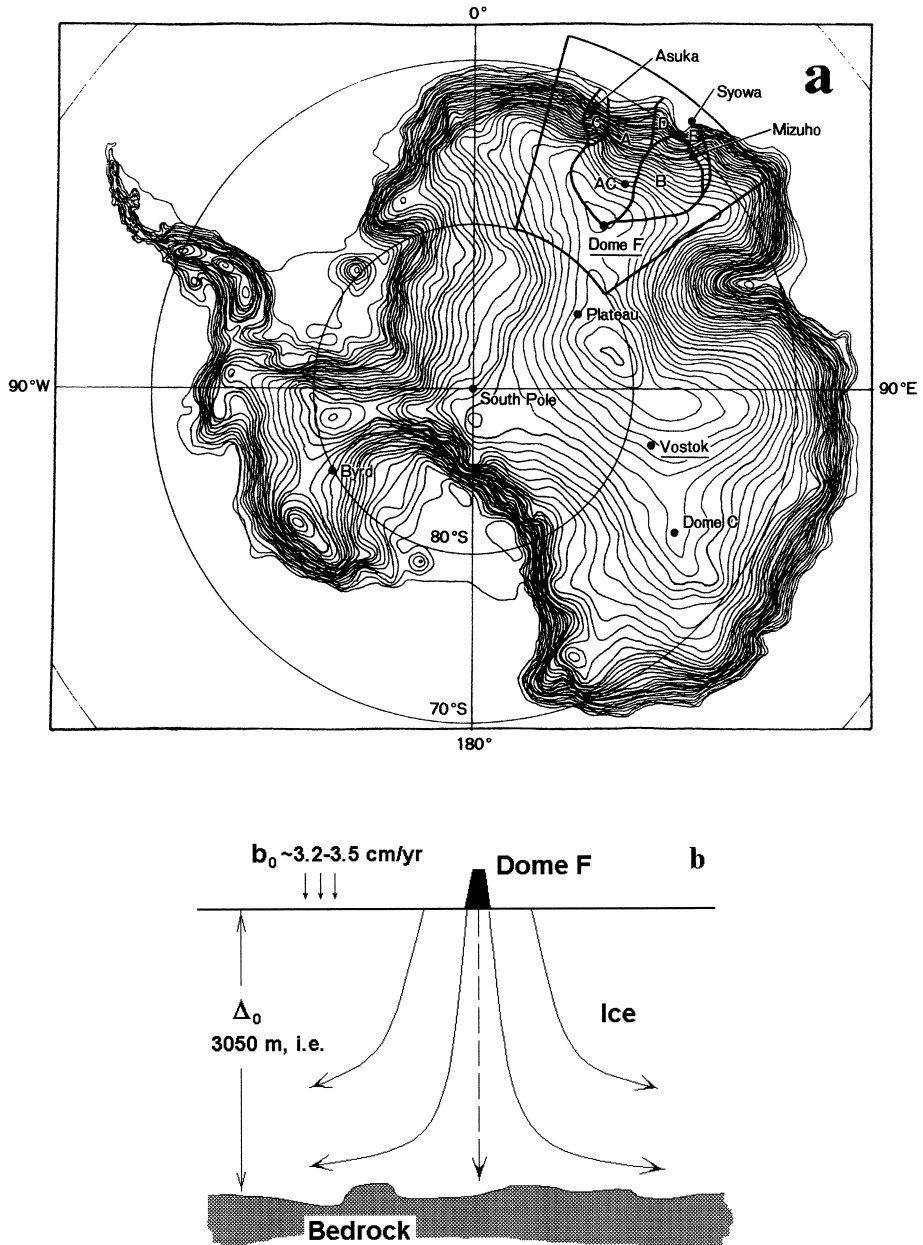 0°
a
Asuka
Syowa
Mizuho
A
B
AC
Dome F
Plateau
90°W
90°E
South Pole
Vostok
Byrd
Dome C
80°S
70°S
180°
b₀ ~3.2-3.5 cm/yr
b
Dome F
Δ₀
3050 m, i.e.
Ice
Bedrock